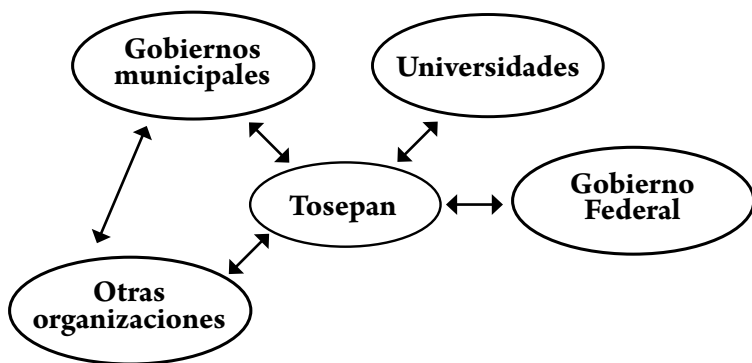 Gobiernos
municipales
Universidades
Tosepan
Gobierno
Federal
Otras
organizaciones